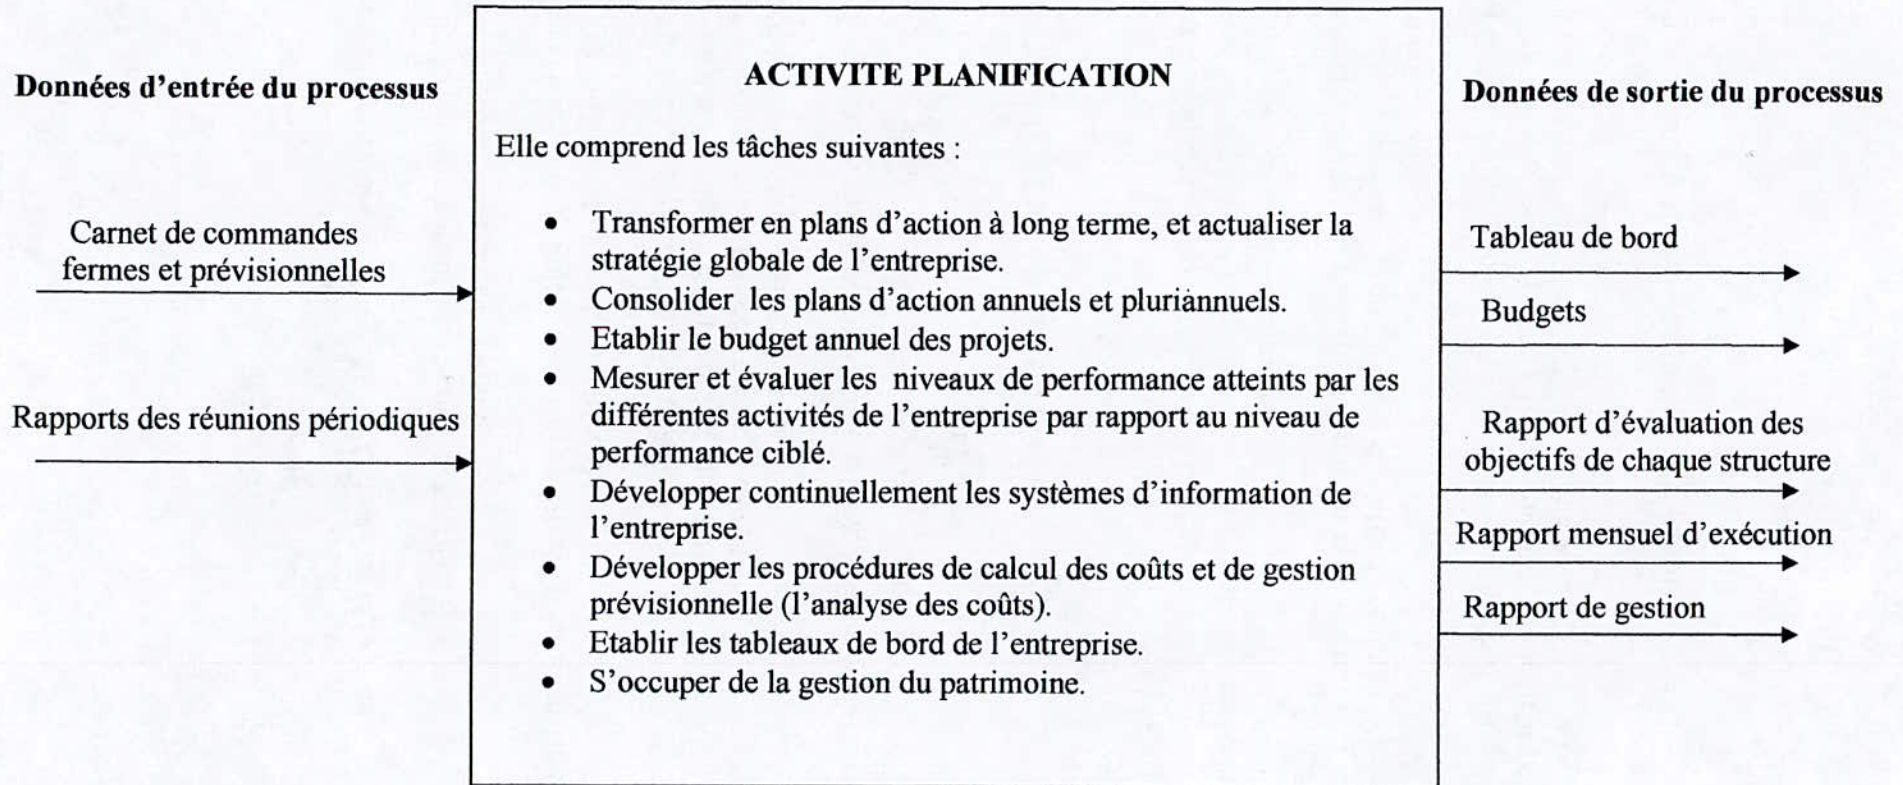 Données d'entrée du processus
Carnet de commandes
fermes et prévisionnelles
Rapports des réunions périodiques
ACTIVITE PLANIFICATION
Elle comprend les tâches suivantes :
• Transformer en plans d'action à long terme, et actualiser la
stratégie globale de l'entreprise.
• Consolider les plans d'action annuels et pluriannuels.
• Etablir le budget annuel des projets.
• Mesurer et évaluer les niveaux de performance atteints par les
différentes activités de l'entreprise par rapport au niveau de
performance ciblé.
• Développer continuellement les systèmes d'information de
l'entreprise.
• Développer les procédures de calcul des coûts et de gestion
prévisionnelle (l'analyse des coûts).
• Etablir les tableaux de bord de l'entreprise.
• S'occuper de la gestion du patrimoine.
Données de sortie du processus
Tableau de bord
Budgets
Rapport d'évaluation des
objectifs de chaque structure
Rapport mensuel d'exécution
Rapport de gestion